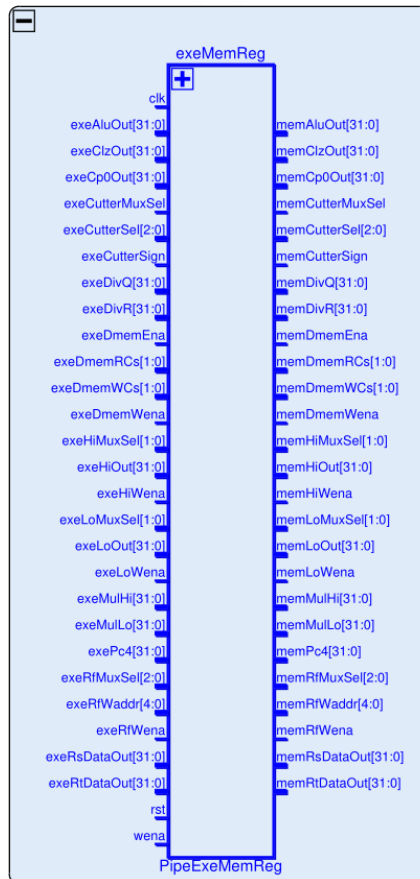 exeMemReg
clk
exeAluOut[31:0] memAluOut[31:0]
exeClzOut[31:0] memClzOut[31:0]
exeCp0Out[31:0] memCp0Out[31:0]
exeCutterMuxSel memCutterMuxSel
exeCutterSel[2:0] memCutterSel[2:0]
exeCutterSign memCutterSign
exeDivQ[31:0] memDivQ[31:0]
exeDivR[31:0] memDivR[31:0]
exeDmemEna memDmemEna
exeDmemRCs[1:0] memDmemRCs[1:0]
exeDmemWCs[1:0] memDmemWCs[1:0]
exeDmemWena memDmemWena
exeHiMuxSel[1:0] memHiMuxSel[1:0]
exeHiOut[31:0] memHiOut[31:0]
exeHiWena memHiWena
exeLoMuxSel[1:0] memLoMuxSel[1:0]
exeLoOut[31:0] memLoOut[31:0]
exeLoWena memLoWena
exeMulHi[31:0] memMulHi[31:0]
exeMulLo[31:0] memMulLo[31:0]
exePc4[31:0] memPc4[31:0]
exeRfMuxSel[2:0] memRfMuxSel[2:0]
exeRfWaddr[4:0] memRfWaddr[4:0]
exeRfWena memRfWena
exeRsDataOut[31:0] memRsDataOut[31:0]
exeRtDataOut[31:0] memRtDataOut[31:0]
rst
wena
PipeExeMemReg